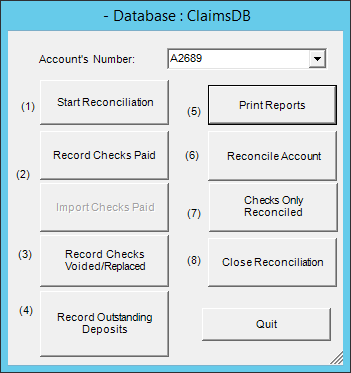 - Database : ClaimsDB
Account's Number: A2689
(1) Start Reconciliation
(2) Record Checks Paid
Import Checks Paid
(3) Record Checks
Voided/Replaced
(4) Record Outstanding
Deposits
(5) Print Reports
(6) Reconcile Account
(7) Checks Only
Reconciled
(8) Close Reconciliation
Quit